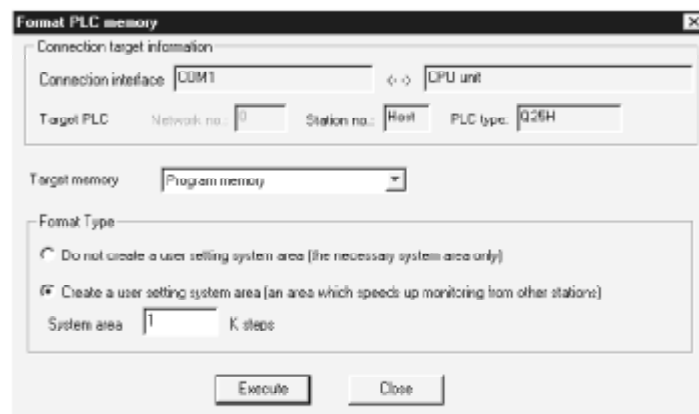 Format PLC memory
Connection target information
Connection interface COM1 <-> CPU unit
Target PLC Network no.: 0 Station no.: Host PLC type: Q25H
Target memory Program memory
Format Type
Do not create a user setting system area (the necessary system area only)
Create a user setting system area (an area which speeds up monitoring from other stations)
System area 1 K steps
Execute Close